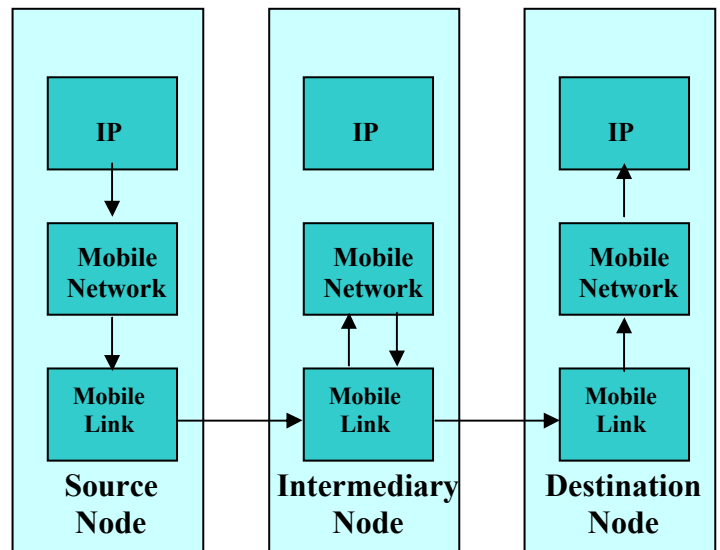 IP
Mobile
Network
Mobile
Link
Source
Node
IP
Mobile
Network
Mobile
Link
Intermediary
Node
IP
Mobile
Network
Mobile
Link
Destination
Node